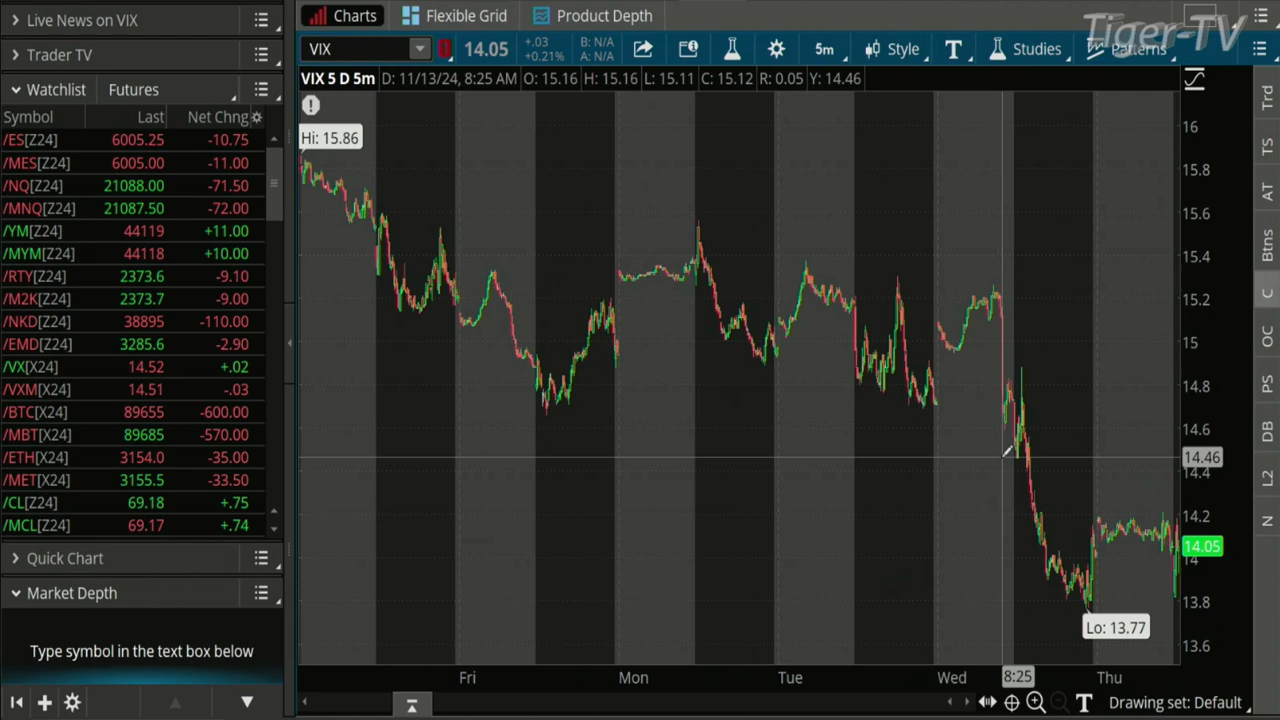 Live News on VIX
Trader TV
Watchlist Futures
Symbol Last Net Chng
/ES[Z24] 6005.25 -10.75
/MES[Z24] 6005.00 -11.00
/NQ[Z24] 21088.00 -71.50
/MNQ[Z24] 21087.50 -72.00
/YM[Z24] 44119 +11.00
/MYM[Z24] 44118 +10.00
/RTY[Z24] 2373.6 -9.10
/M2K[Z24] 2373.7 -9.00
/NKD[Z24] 38895 -110.00
/EMD[Z24] 3285.6 -2.90
/VX[X24] 14.52 +.02
/VXM[X24] 14.51 -.03
/BTC[X24] 89655 -600.00
/MBT[X24] 89685 -570.00
/ETH[X24] 3154.0 -35.00
/MET[X24] 3155.5 -33.50
/CL[Z24] 69.18 +.75
/MCL[Z24] 69.17 +.74
Quick Chart
Market Depth
Type symbol in the text box below
Charts Flexible Grid Product Depth
Tiger-TV
VIX 14.05 +.03 +0.21% B: N/A A: N/A 5m Style T Studies Patterns
VIX 5 D 5m D: 11/13/24, 8:25 AM O: 15.16 H: 15.16 L: 15.11 C: 15.12 R: 0.05 Y: 14.46
Hi: 15.86
16
15.8
15.6
15.4
15.2
15
14.8
14.6
14.46
14.4
14.2
14.05
14
13.8
Lo: 13.77
13.6
Fri Mon Tue Wed 8:25 Thu
T Drawing set: Default
Trd
TS
AT
Btns
C
OC
PS
DB
L2
N